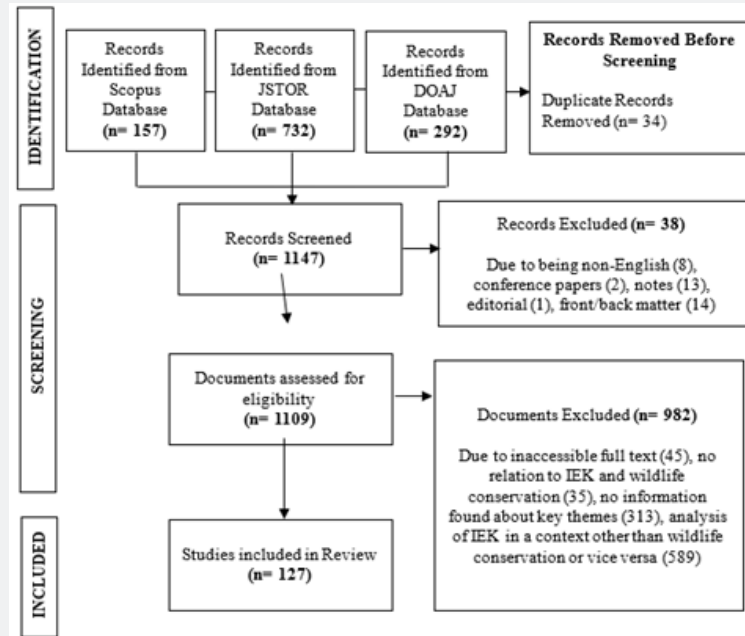 IDENTIFICATION
Records
Identified from
Scopus
Database
(n= 157)
Records
Identified from
JSTOR
Database
(n= 732)
Records
Identified from
DOAJ
Database
(n= 292)
Records Removed Before
Screening
Duplicate Records
Removed (n= 34)
SCREENING
Records Screened
(n= 1147)
Records Excluded (n= 38)
Due to being non-English (8),
conference papers (2), notes (13),
editorial (1), front/back matter (14)
Documents assessed for
eligibility
(n= 1109)
Documents Excluded (n= 982)
Due to inaccessible full text (45), no
relation to IEK and wildlife
conservation (35), no information
found about key themes (313), analysis
of IEK in a context other than wildlife
conservation or vice versa (589)
INCLUDED
Studies included in Review
(n= 127)